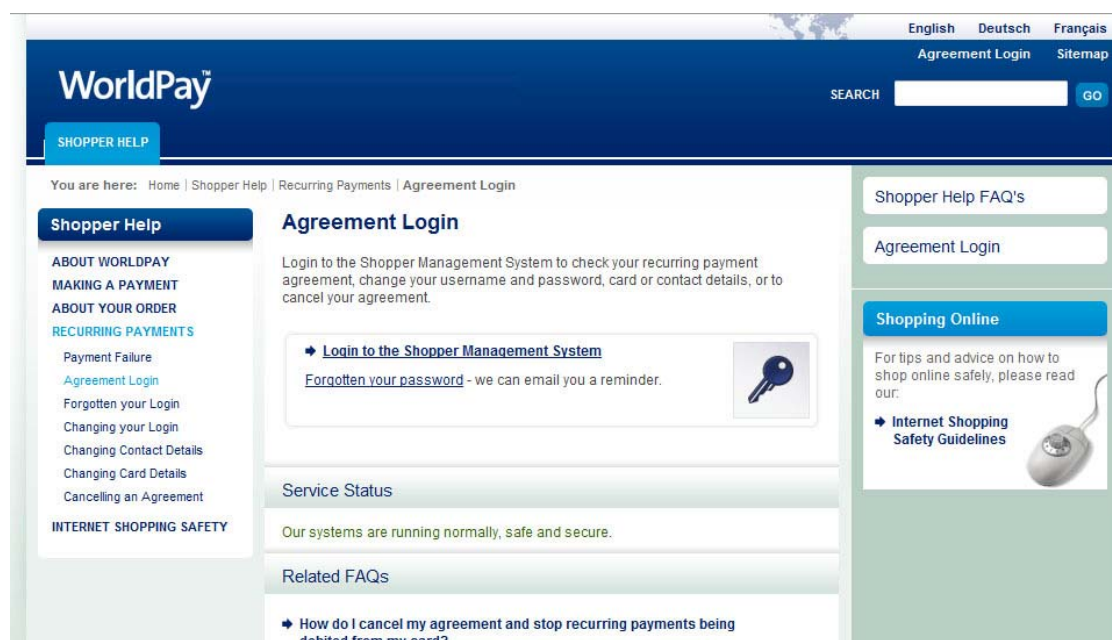 English Deutsch Français
Agreement Login Sitemap
WorldPay™
SEARCH GO
SHOPPER HELP
You are here: Home | Shopper Help | Recurring Payments | Agreement Login
Shopper Help
ABOUT WORLDPAY
MAKING A PAYMENT
ABOUT YOUR ORDER
RECURRING PAYMENTS
Payment Failure
Agreement Login
Forgotten your Login
Changing your Login
Changing Contact Details
Changing Card Details
Cancelling an Agreement
INTERNET SHOPPING SAFETY
Agreement Login
Login to the Shopper Management System to check your recurring payment
agreement, change your username and password, card or contact details, or to
cancel your agreement.
Login to the Shopper Management System
Forgotten your password - we can email you a reminder.
Service Status
Our systems are running normally, safe and secure.
Related FAQs
How do I cancel my agreement and stop recurring payments being
debited from my card?
Shopper Help FAQ's
Agreement Login
Shopping Online
For tips and advice on how to
shop online safely, please read
our:
Internet Shopping
Safety Guidelines